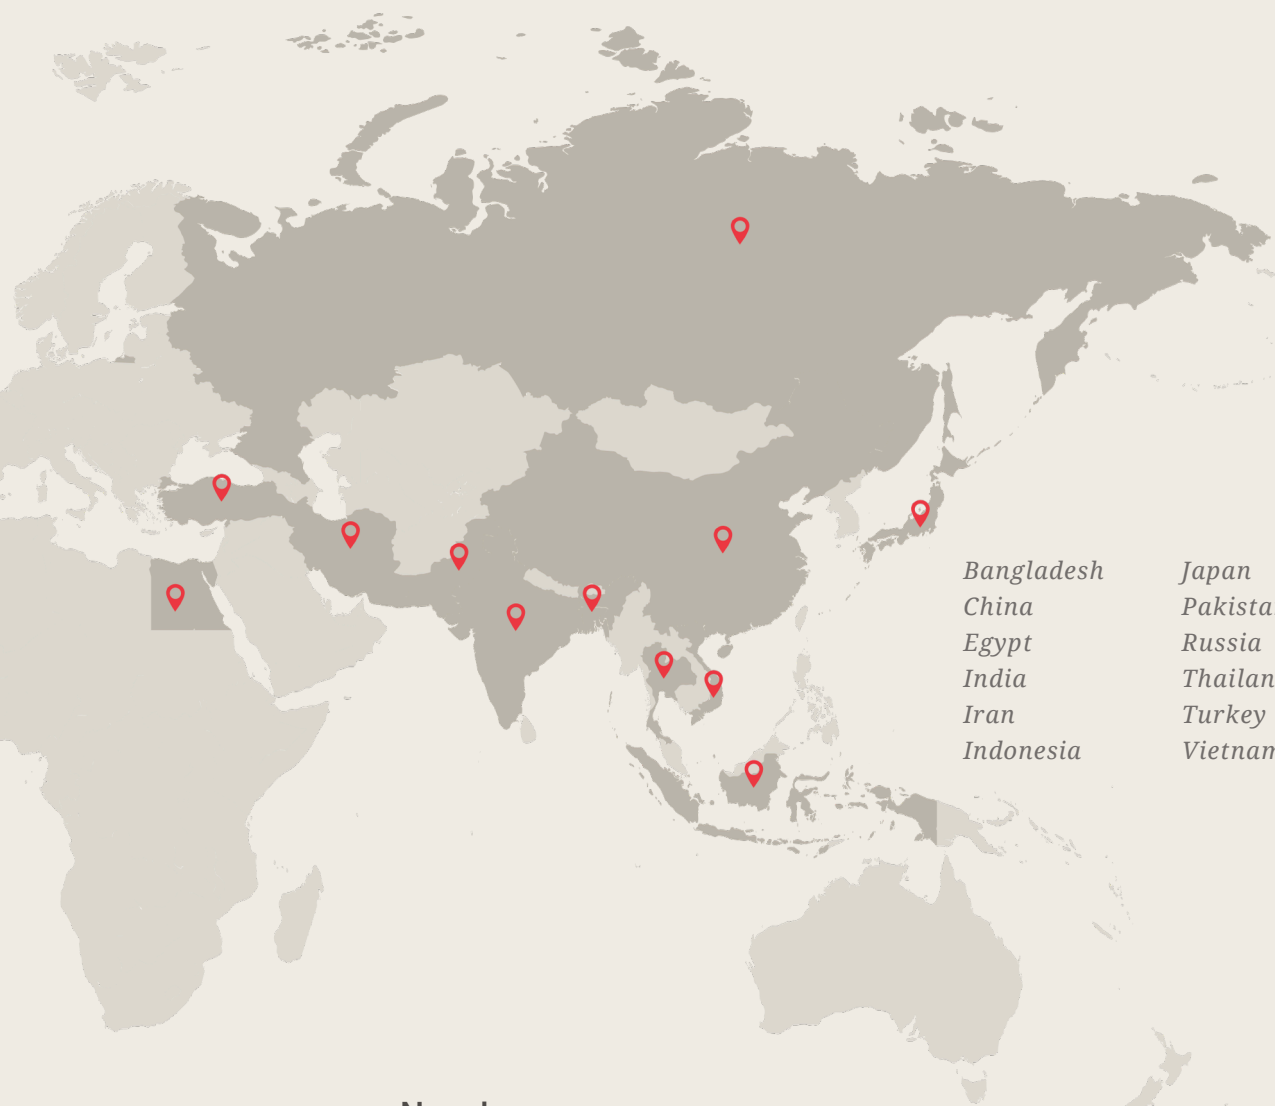 Bangladesh
China
Egypt
India
Iran
Indonesia
Japan
Pakista
Russia
Thailan
Turkey
Vietnam